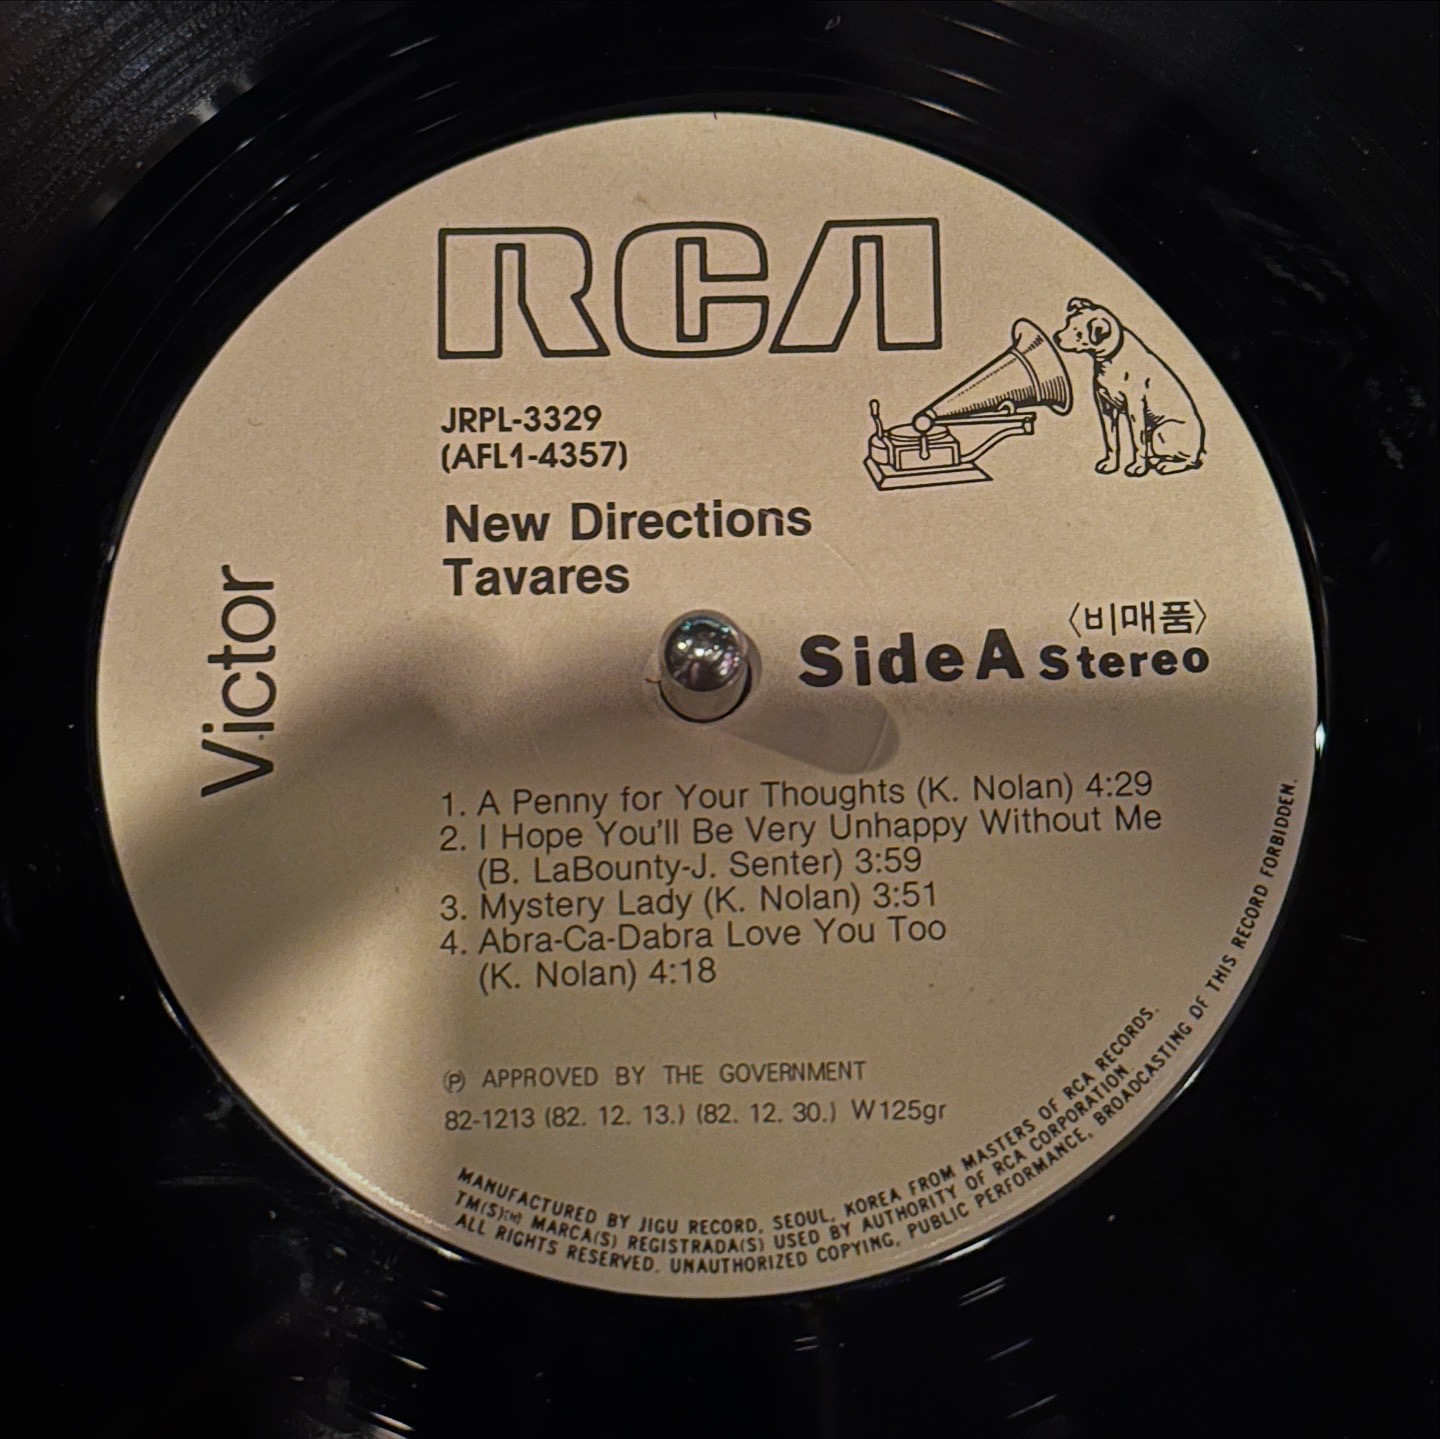 RCA
JRPL-3329
(AFL1-4357)
New Directions
Tavares
Victor
〈비매품〉
Side A Stereo
1. A Penny for Your Thoughts (K. Nolan) 4:29
2. I Hope You'll Be Very Unhappy Without Me
(B. LaBounty-J. Senter) 3:59
3. Mystery Lady (K. Nolan) 3:51
4. Abra-Ca-Dabra Love You Too
(K. Nolan) 4:18
Ⓟ APPROVED BY THE GOVERNMENT
82-1213 (82. 12. 13.) (82. 12. 30.) W125gr
MANUFACTURED BY JIGU RECORD, SEOUL, KOREA FROM MASTERS OF RCA RECORDS.
TM(S)® MARCA(S) REGISTRADA(S) USED BY AUTHORITY OF RCA CORPORATION
ALL RIGHTS RESERVED. UNAUTHORIZED COPYING, PUBLIC PERFORMANCE, BROADCASTING OF THIS RECORD FORBIDDEN.